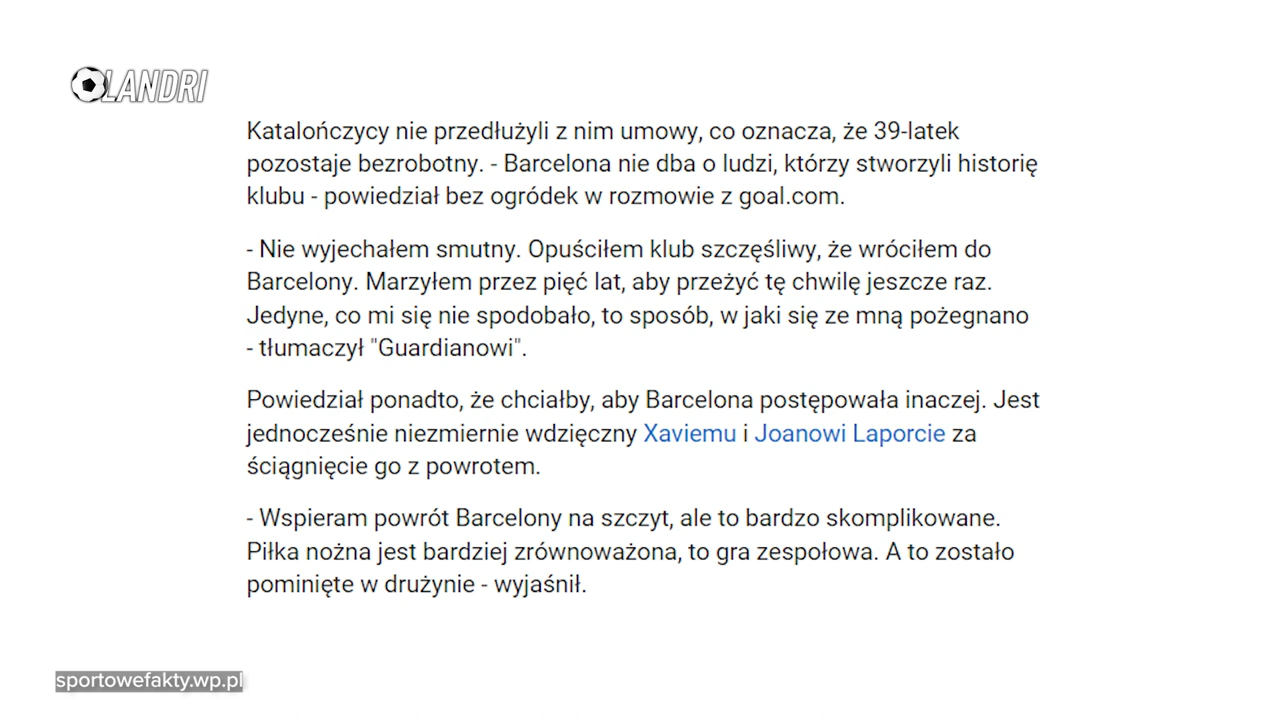 LANDRI
Katalończycy nie przedłużyli z nim umowy, co oznacza, że 39-latek
pozostaje bezrobotny. - Barcelona nie dba o ludzi, którzy stworzyli historię
klubu - powiedział bez ogródek w rozmowie z goal.com.
- Nie wyjechałem smutny. Opuściłem klub szczęśliwy, że wróciłem do
Barcelony. Marzyłem przez pięć lat, aby przeżyć tę chwilę jeszcze raz.
Jedyne, co mi się nie spodobało, to sposób, w jaki się ze mną pożegnano
- tłumaczył "Guardianowi".
Powiedział ponadto, że chciałby, aby Barcelona postępowała inaczej. Jest
jednocześnie niezmiernie wdzięczny Xaviemu i Joanowi Laporcie za
ściągnięcie go z powrotem.
- Wspieram powrót Barcelony na szczyt, ale to bardzo skomplikowane.
Piłka nożna jest bardziej zrównoważona, to gra zespołowa. A to zostało
pominięte w drużynie - wyjaśnił.
sportowefakty.wp.pl